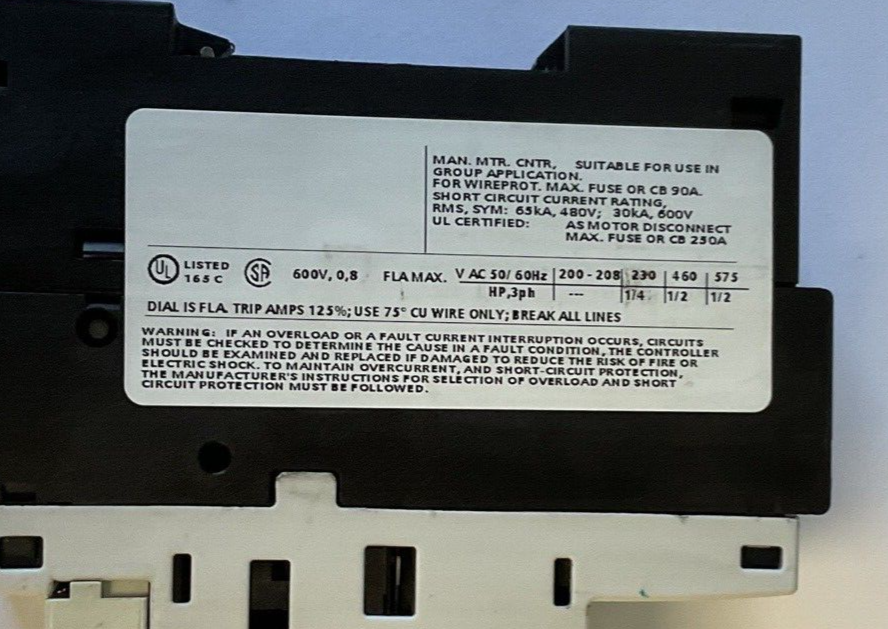 MAN. MTR. CNTR, SUITABLE FOR USE IN
GROUP APPLICATION.
FOR WIREPROT. MAX. FUSE OR CB 90A.
SHORT CIRCUIT CURRENT RATING,
RMS, SYM: 65kA, 480V; 30kA, 600V
UL CERTIFIED: AS MOTOR DISCONNECT
MAX. FUSE OR CB 250A
UL LISTED 165C SA 600V, 0,8 FLA MAX. V AC 50/60Hz 200 - 208 230 460 575
HP,3ph --- 1/4 1/2 1/2
DIAL IS FLA. TRIP AMPS 125%; USE 75° CU WIRE ONLY; BREAK ALL LINES
WARNING: IF AN OVERLOAD OR A FAULT CURRENT INTERRUPTION OCCURS, CIRCUITS
MUST BE CHECKED TO DETERMINE THE CAUSE IN A FAULT CONDITION, THE CONTROLLER
SHOULD BE EXAMINED AND REPLACED IF DAMAGED TO REDUCE THE RISK OF FIRE OR
ELECTRIC SHOCK. TO MAINTAIN OVERCURRENT, AND SHORT-CIRCUIT PROTECTION,
THE MANUFACTURER'S INSTRUCTIONS FOR SELECTION OF OVERLOAD AND SHORT
CIRCUIT PROTECTION MUST BE FOLLOWED.